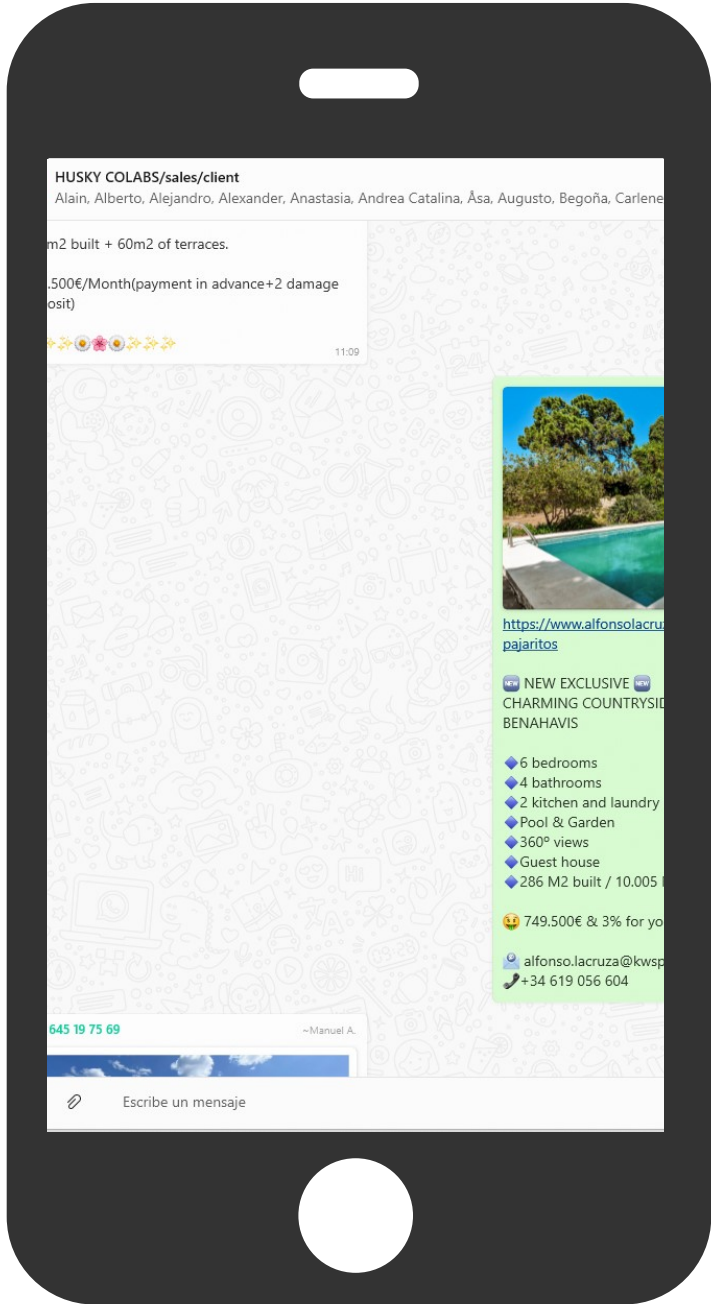 HUSKY COLABS/sales/client
Alain, Alberto, Alejandro, Alexander, Anastasia, Andrea Catalina, Åsa, Augusto, Begoña, Carlene
m2 built + 60m2 of terraces.
.500€/Month(payment in advance+2 damage
osit)
11:09
https://www.alfonsolacru
pajaritos
NEW EXCLUSIVE
CHARMING COUNTRYSID
BENAHAVIS
6 bedrooms
4 bathrooms
2 kitchen and laundry
Pool & Garden
360º views
Guest house
286 M2 built / 10.005
749.500€ & 3% for yo
alfonso.lacruza@kwsp
+34 619 056 604
645 19 75 69
~Manuel A.
Escribe un mensaje